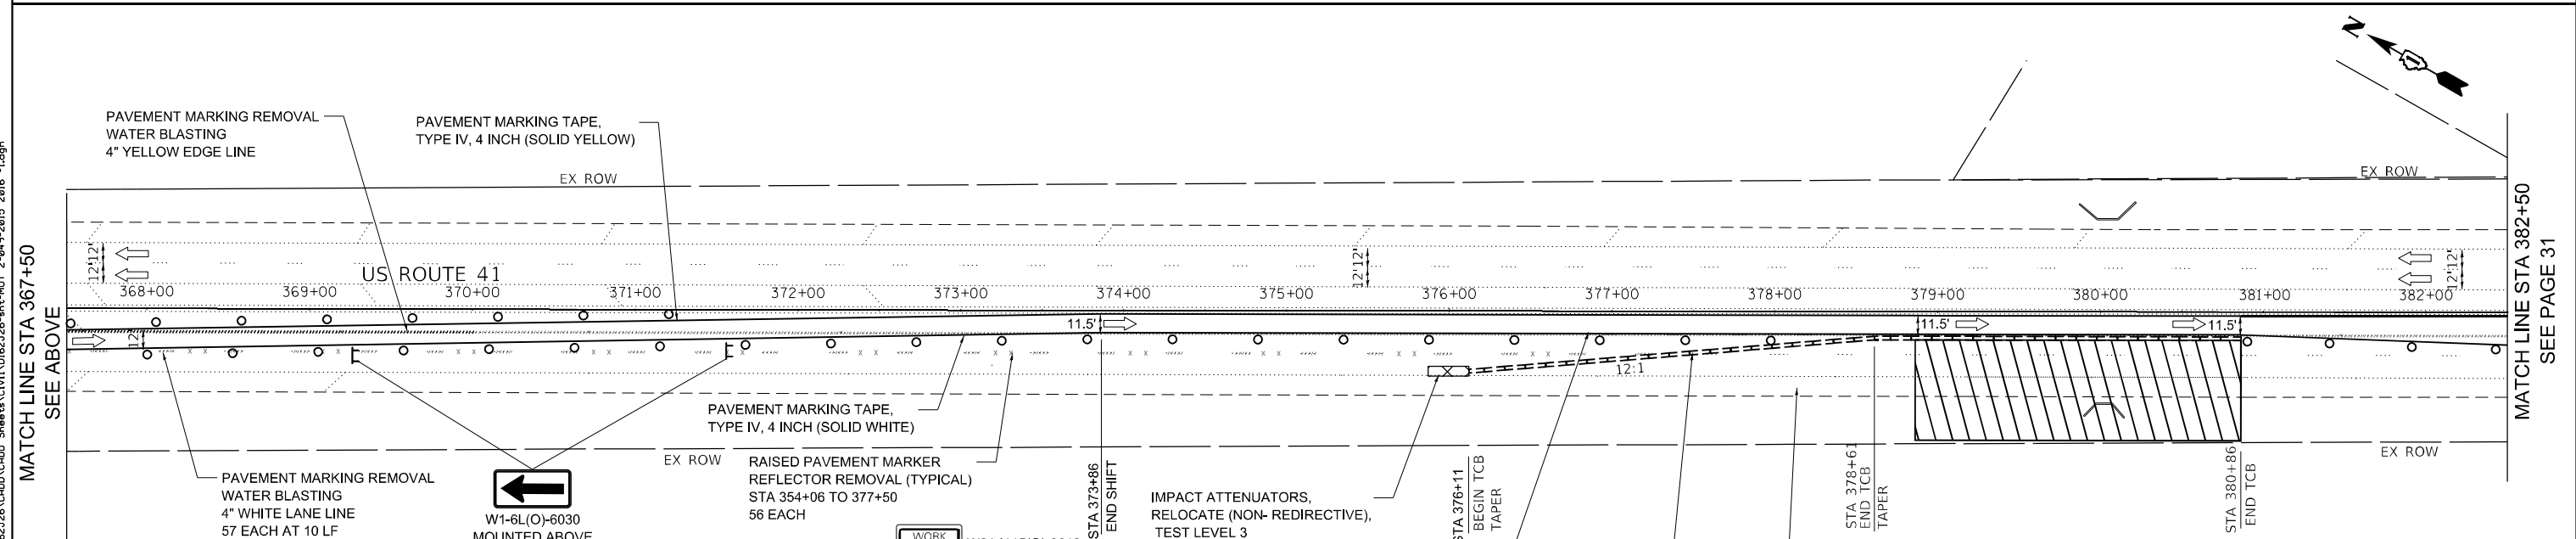 N
PAVEMENT MARKING REMOVAL
WATER BLASTING
4" YELLOW EDGE LINE
PAVEMENT MARKING TAPE,
TYPE IV, 4 INCH (SOLID YELLOW)
EX ROW
EX ROW
MATCH LINE STA 367+50
SEE ABOVE
12'12'
US ROUTE 41
12'12'
12'12'
368+00 369+00 370+00 371+00 372+00 373+00 374+00 375+00 376+00 377+00 378+00 379+00 380+00 381+00 382+00
12'
11.5'
11.5'
11.5'
12:1
MATCH LINE STA 382+50
SEE PAGE 31
PAVEMENT MARKING TAPE,
TYPE IV, 4 INCH (SOLID WHITE)
EX ROW
EX ROW
PAVEMENT MARKING REMOVAL
WATER BLASTING
4" WHITE LANE LINE
57 EACH AT 10 LF
W1-6L(O)-6030
MOUNTED ABOVE
RAISED PAVEMENT MARKER
REFLECTOR REMOVAL (TYPICAL)
STA 354+06 TO 377+50
56 EACH
WORK
STA 373+86
END SHIFT
IMPACT ATTENUATORS,
RELOCATE (NON- REDIRECTIVE),
TEST LEVEL 3
STA 376+11
BEGIN TCB
TAPER
STA 378+61
END TCB
TAPER
STA 380+86
END TCB